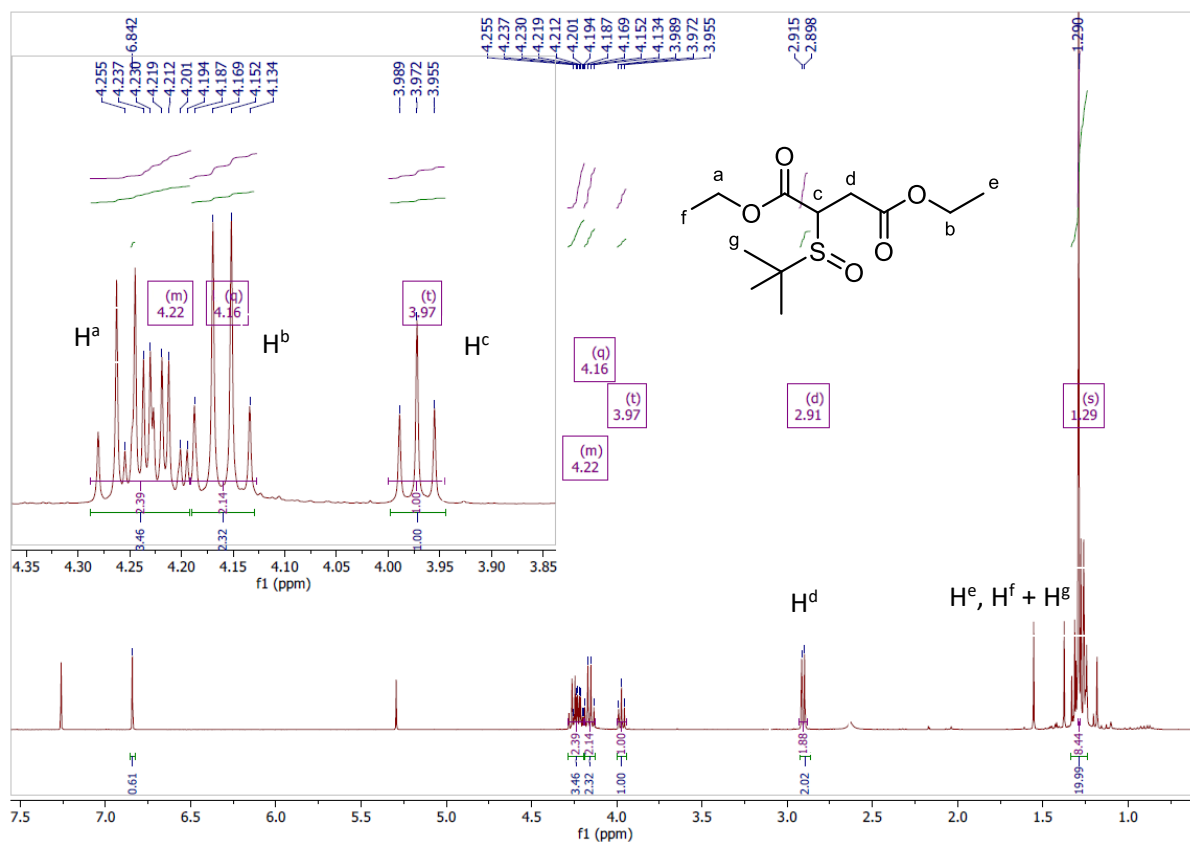 4.255
4.237
6.842
4.230
4.219
4.212
4.201
4.194
4.187
4.169
4.152
4.134
3.989
3.972
3.955
4.255
4.237
4.230
4.219
4.212
4.201
4.194
4.187
4.169
4.152
4.134
3.989
3.972
3.955
2.915
2.898
1.290
(m)
4.22
(q)
4.16
(t)
3.97
Hᵃ
Hᵇ
Hᶜ
2.39
2.14
1.00
3.46
2.32
1.00
4.35 4.30 4.25 4.20 4.15 4.10 4.05 4.00 3.95 3.90 3.85
f1 (ppm)
O
a
c
d
e
f
O
O
b
g
S
O
O
(q)
4.16
(t)
3.97
(m)
4.22
(d)
2.91
(s)
1.29
Hᵈ
Hᵉ, Hᶠ + Hᵍ
2.39
2.14
1.00
1.88
8.44
0.61
3.46
2.32
1.00
2.02
19.99
7.5 7.0 6.5 6.0 5.5 5.0 4.5 4.0 3.5 3.0 2.5 2.0 1.5 1.0
f1 (ppm)